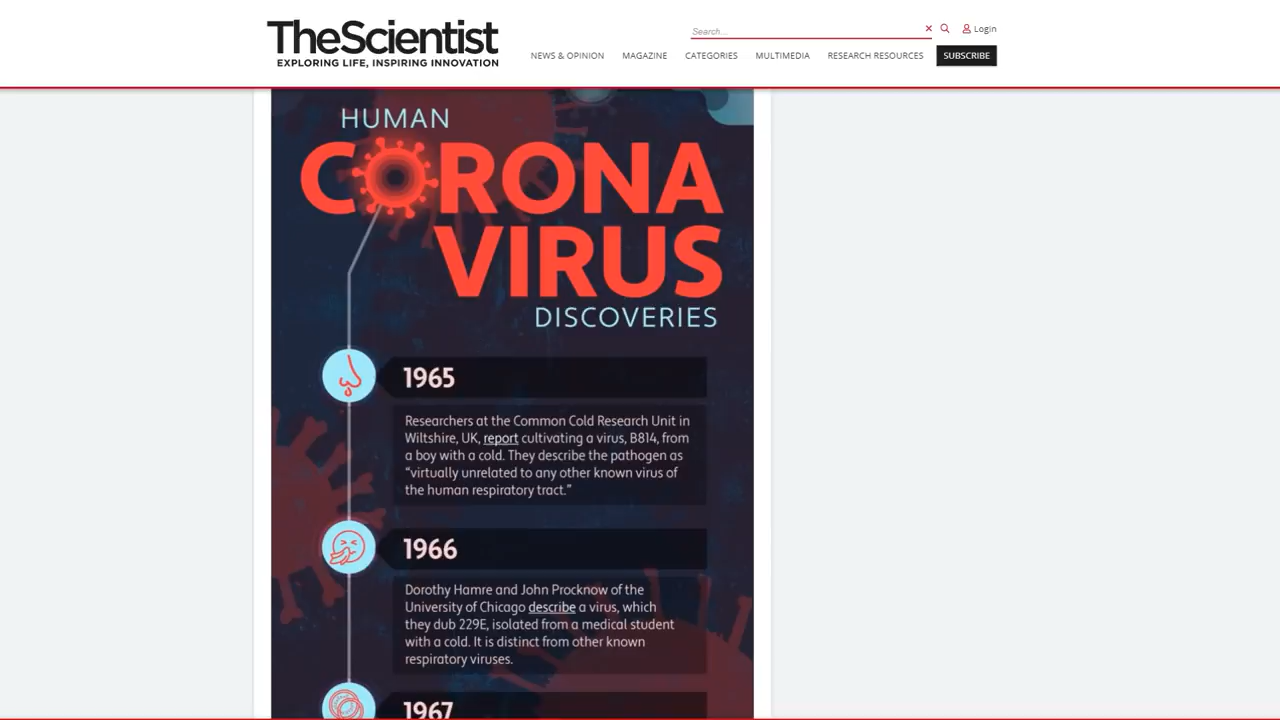 TheScientist
EXPLORING LIFE, INSPIRING INNOVATION
Search...
Login
NEWS & OPINION
MAGAZINE
CATEGORIES
MULTIMEDIA
RESEARCH RESOURCES
SUBSCRIBE
HUMAN
CORONA
VIRUS
DISCOVERIES
1965
Researchers at the Common Cold Research Unit in
Wiltshire, UK, report cultivating a virus, B814, from
a boy with a cold. They describe the pathogen as
“virtually unrelated to any other known virus of
the human respiratory tract.”
1966
Dorothy Hamre and John Procknow of the
University of Chicago describe a virus, which
they dub 229E, isolated from a medical student
with a cold. It is distinct from other known
respiratory viruses.
1967